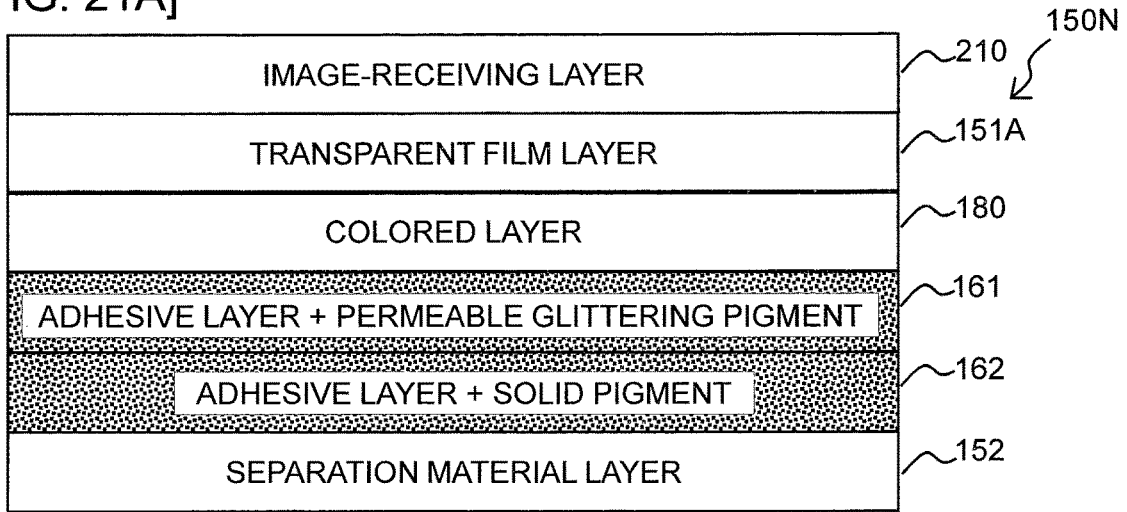 IG. 21A]
150N
IMAGE-RECEIVING LAYER 210
TRANSPARENT FILM LAYER 151A
COLORED LAYER 180
ADHESIVE LAYER + PERMEABLE GLITTERING PIGMENT 161
ADHESIVE LAYER + SOLID PIGMENT 162
SEPARATION MATERIAL LAYER 152